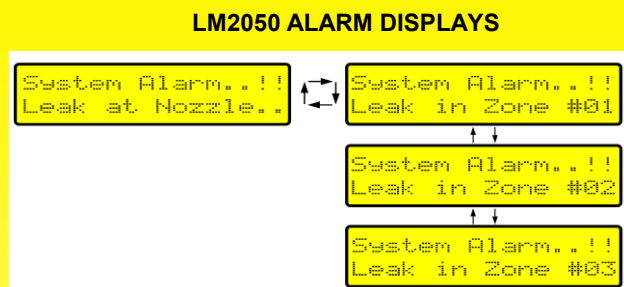 LM2050 ALARM DISPLAYS
System Alarm..!!
Leak at Nozzle..
System Alarm..!!
Leak in Zone #01
System Alarm..!!
Leak in Zone #02
System Alarm..!!
Leak in Zone #03